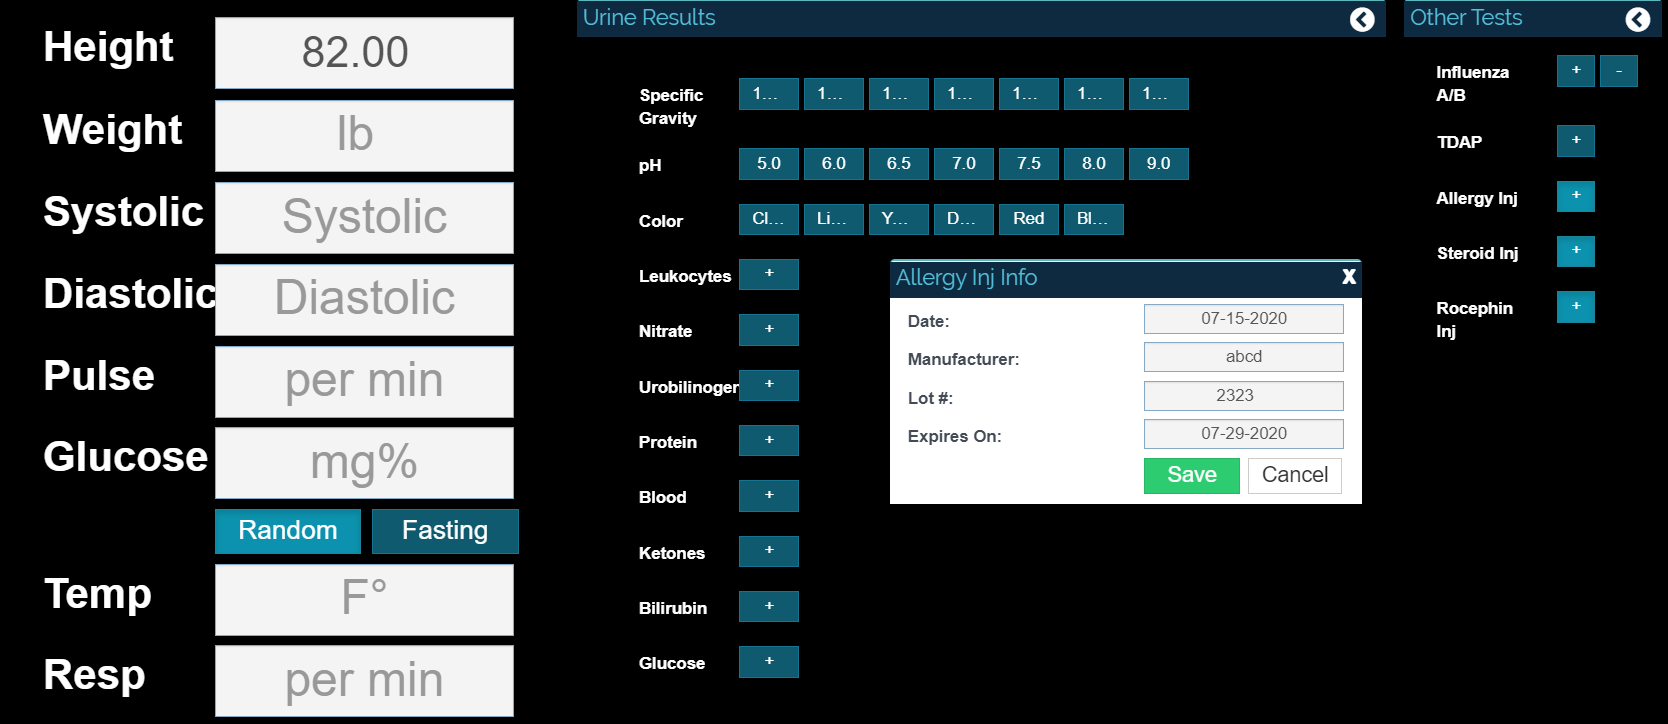 Height 82.00
Weight lb
Systolic Systolic
Diastolic Diastolic
Pulse per min
Glucose mg%
Random Fasting
Temp F°
Resp per min
Urine Results
Specific Gravity 1... 1... 1... 1... 1... 1... 1...
pH 5.0 6.0 6.5 7.0 7.5 8.0 9.0
Color Cl... Li... Y... D... Red Bl...
Leukocytes +
Nitrate +
Urobilinoger +
Protein +
Blood +
Ketones +
Bilirubin +
Glucose +
Allergy Inj Info X
Date: 07-15-2020
Manufacturer: abcd
Lot #: 2323
Expires On: 07-29-2020
Save Cancel
Other Tests
Influenza A/B + -
TDAP +
Allergy Inj +
Steroid Inj +
Rocephin Inj +